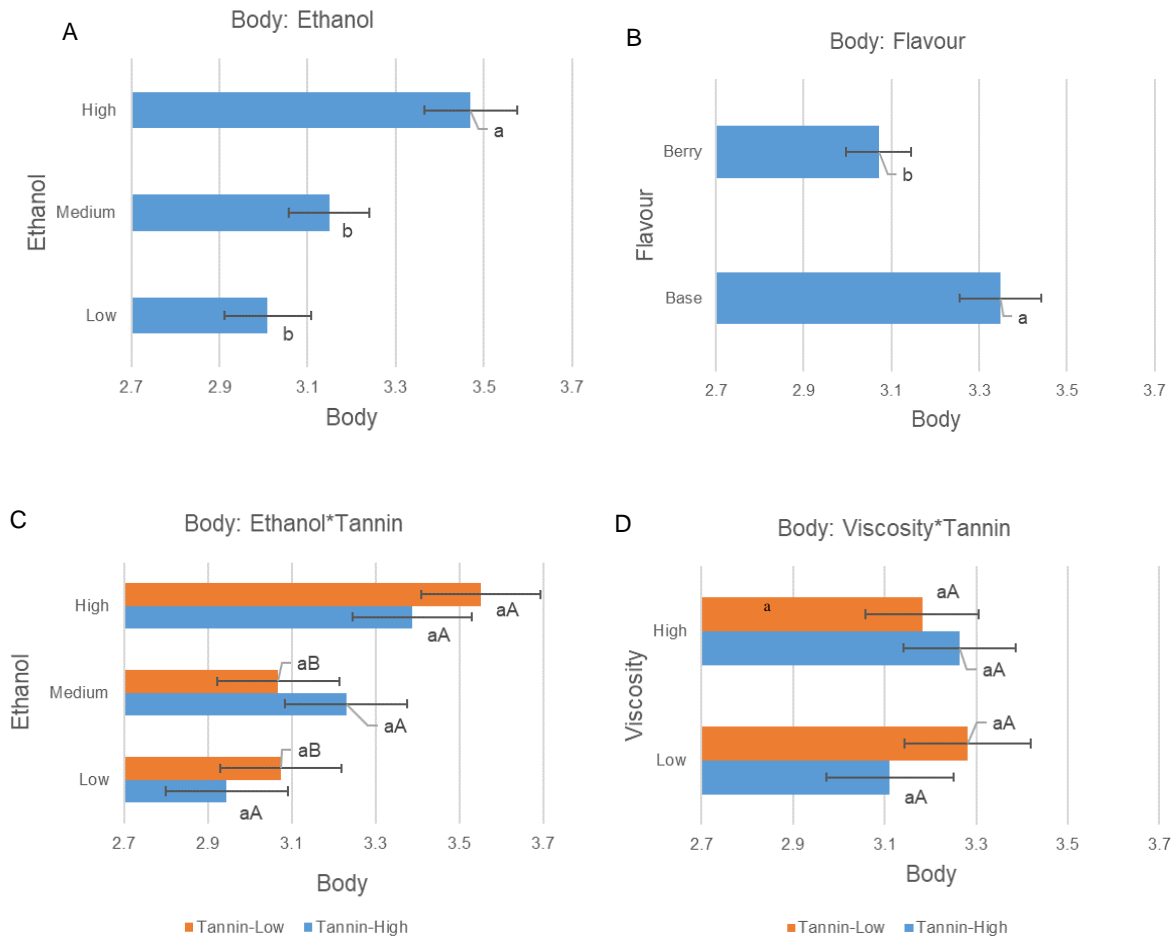 A
Body: Ethanol
High
a
Medium
b
Low
b
Ethanol
2.7 2.9 3.1 3.3 3.5 3.7
Body
B
Body: Flavour
Berry
b
Base
a
Flavour
2.7 2.9 3.1 3.3 3.5 3.7
Body
C
Body: Ethanol*Tannin
High
aA
aA
aB
Medium
aA
aB
Low
aA
Ethanol
2.7 2.9 3.1 3.3 3.5 3.7
Body
Tannin-Low Tannin-High
D
Body: Viscosity*Tannin
aA
High
a
aA
aA
Low
aA
Viscosity
2.7 2.9 3.1 3.3 3.5 3.7
Body
Tannin-Low Tannin-High